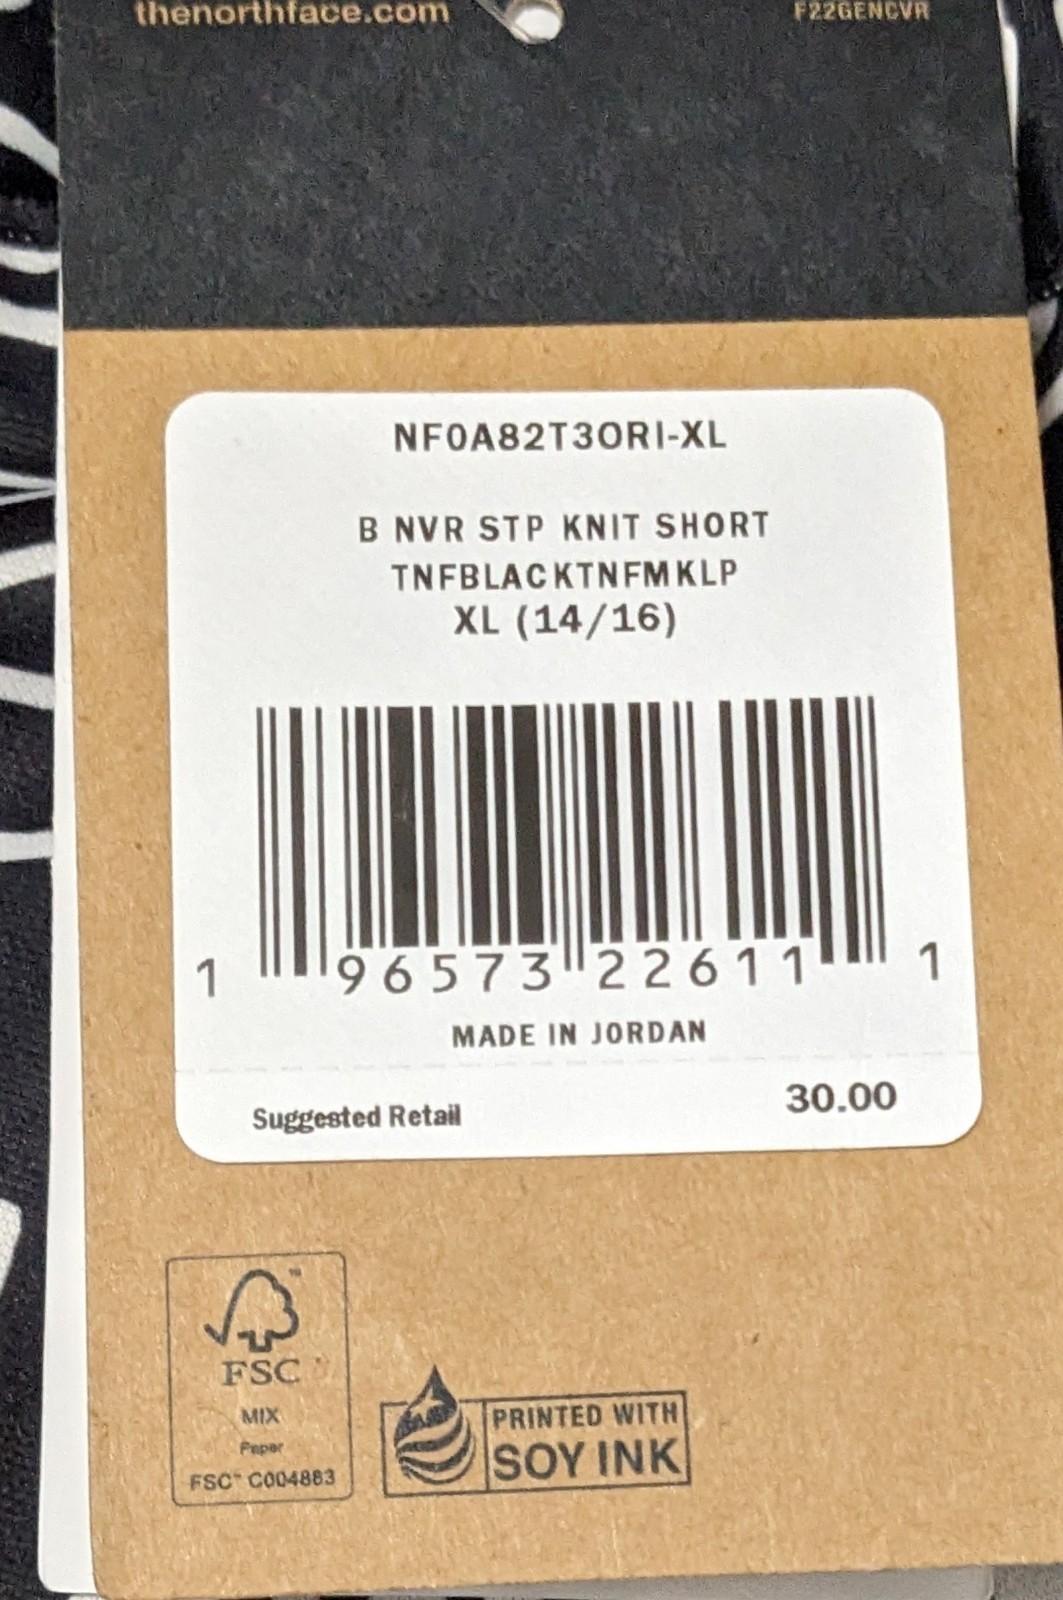 thenorthface.com
F22GENCVR
NF0A82T3ORI-XL
B NVR STP KNIT SHORT
TNFBLACKTNFMKLP
XL (14/16)
1 96573 22611 1
MADE IN JORDAN
Suggested Retail 30.00
FSC
MIX
Paper
FSC™ C004883
PRINTED WITH
SOY INK